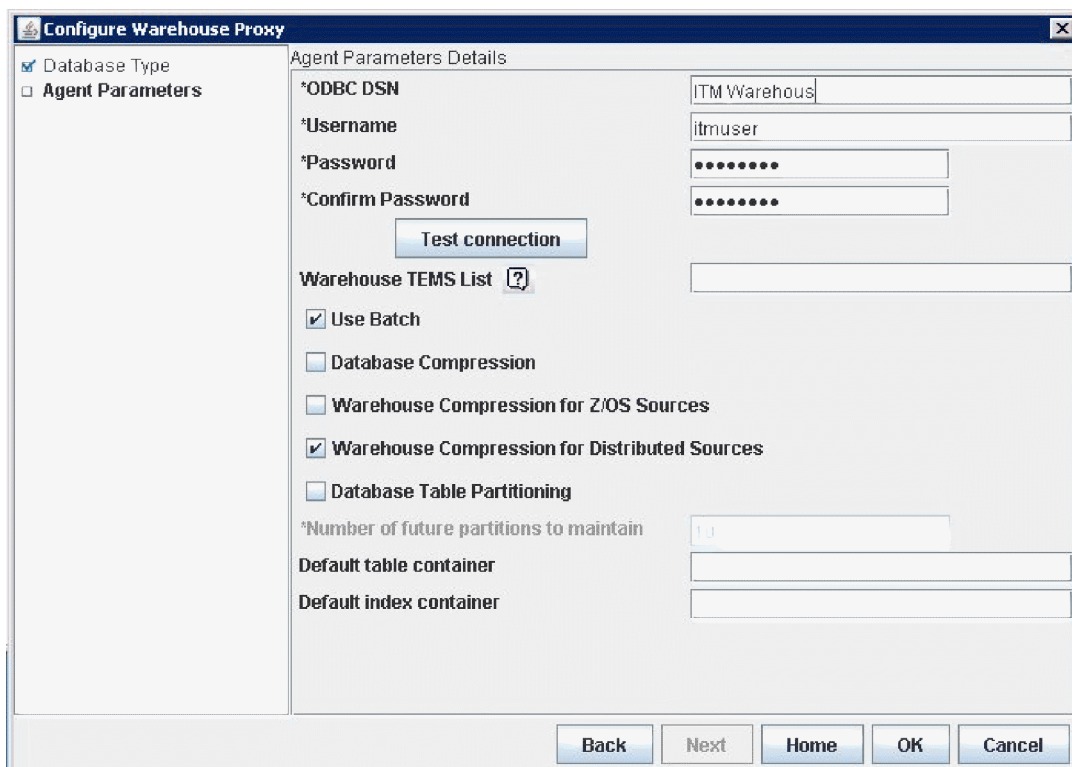 Configure Warehouse Proxy
Database Type
Agent Parameters
Agent Parameters Details
*ODBC DSN
ITM Warehous
*Username
itmuser
*Password
••••••••
*Confirm Password
••••••••
Test connection
Warehouse TEMS List ?
Use Batch
Database Compression
Warehouse Compression for Z/OS Sources
Warehouse Compression for Distributed Sources
Database Table Partitioning
*Number of future partitions to maintain
10
Default table container
Default index container
Back Next Home OK Cancel